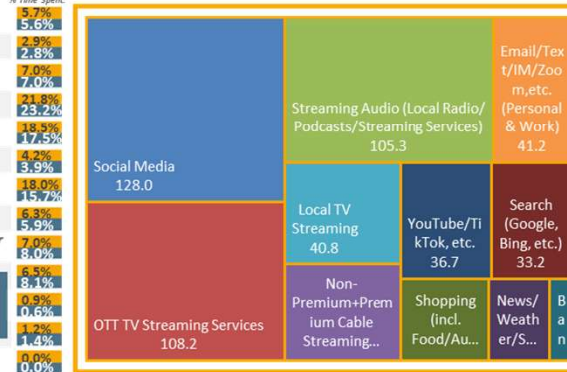 % Time Spent:
5.7%
5.6%
2.9%
2.8%
7.0%
7.0%
21.8%
23.2%
18.5%
17.5%
4.2%
3.9%
18.0%
15.7%
6.3%
5.9%
7.0%
8.0%
6.5%
8.1%
0.9%
0.6%
1.2%
1.4%
0.0%
0.0%
Social Media
128.0
OTT TV Streaming Services
108.2
Streaming Audio (Local Radio/
Podcasts/Streaming Services)
105.3
Email/Tex
t/IM/Zoo
m,etc.
(Personal
& Work)
41.2
Local TV
Streaming
40.8
YouTube/Ti
kTok, etc.
36.7
Search
(Google,
Bing, etc.)
33.2
Non-
Premium+Prem
ium Cable
Streaming...
Shopping
(incl.
Food/Au...
News/
Weath
er/S...
B
a
n